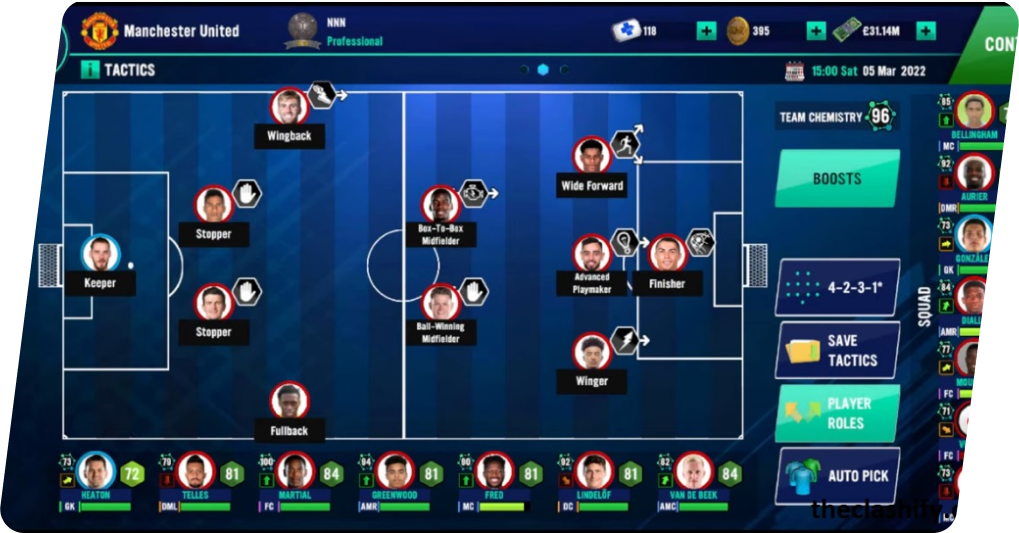 Manchester United
NNN
Professional
118
+
395
+
£31.14M
+
CON
i TACTICS
15:00 Sat 05 Mar 2022
Wingback
Stopper
Keeper
Stopper
Fullback
Box-To-Box
Midfielder
Ball-Winning
Midfielder
Wide Forward
Advanced
Playmaker
Finisher
Winger
TEAM CHEMISTRY 96
BOOSTS
4-2-3-1*
SAVE
TACTICS
PLAYER
ROLES
AUTO PICK
SQUAD
85
BELLINGHAM
MC
92
AURIER
DMR
73
GONZÁLE
GK
84
DIALL
AMR
77
MOU
FC
71
FC
73
73
72
HEATON
GK
70
81
TELLES
DML
100
84
MARTIAL
FC
94
81
GREENWOOD
AMR
90
81
FRED
MC
92
81
LINDELÖF
DC
82
84
VAN DE BEEK
AMC
theclashify.